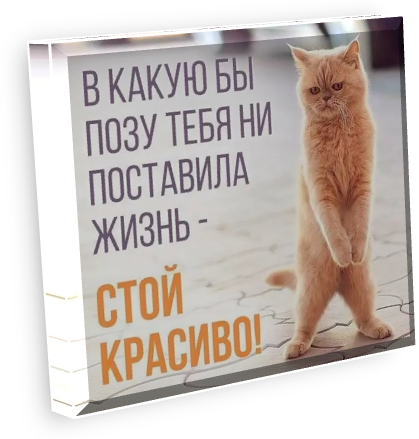 В КАКУЮ БЫ
ПОЗУ ТЕБЯ НИ
ПОСТАВИЛА
ЖИЗНЬ -
СТОЙ
КРАСИВО!